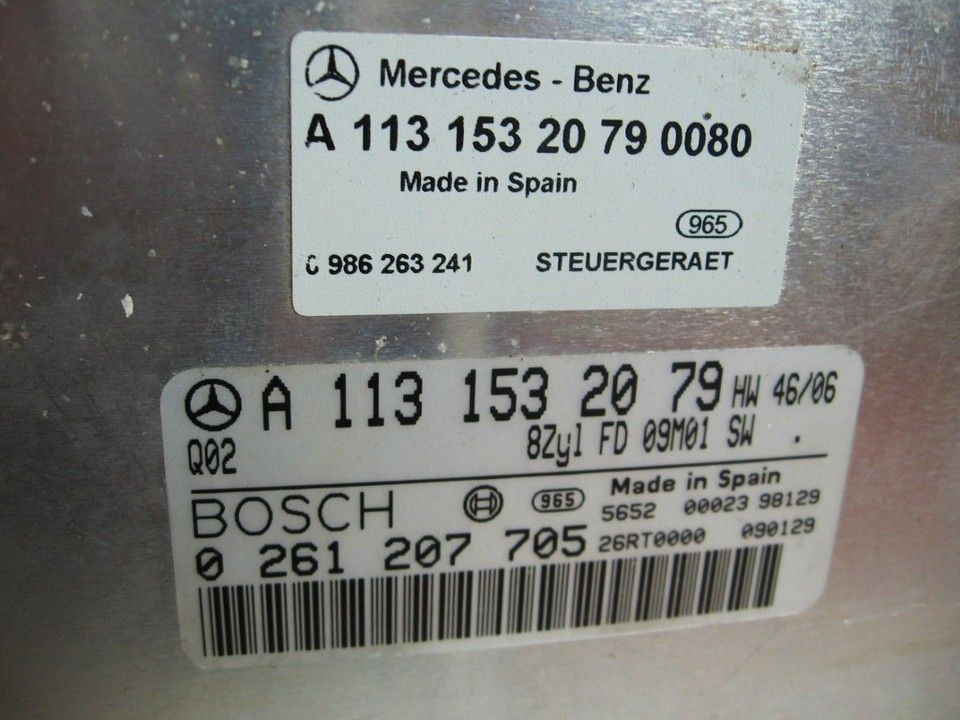 Mercedes - Benz
A 113 153 20 79 0080
Made in Spain
965
0 986 263 241 STEUERGERAET
A 113 153 20 79 HW 46/06
Q02 8Zyl FD 09M01 SW .
BOSCH 965 Made in Spain
5652 00023 98129
0 261 207 705 26RT0000 090129